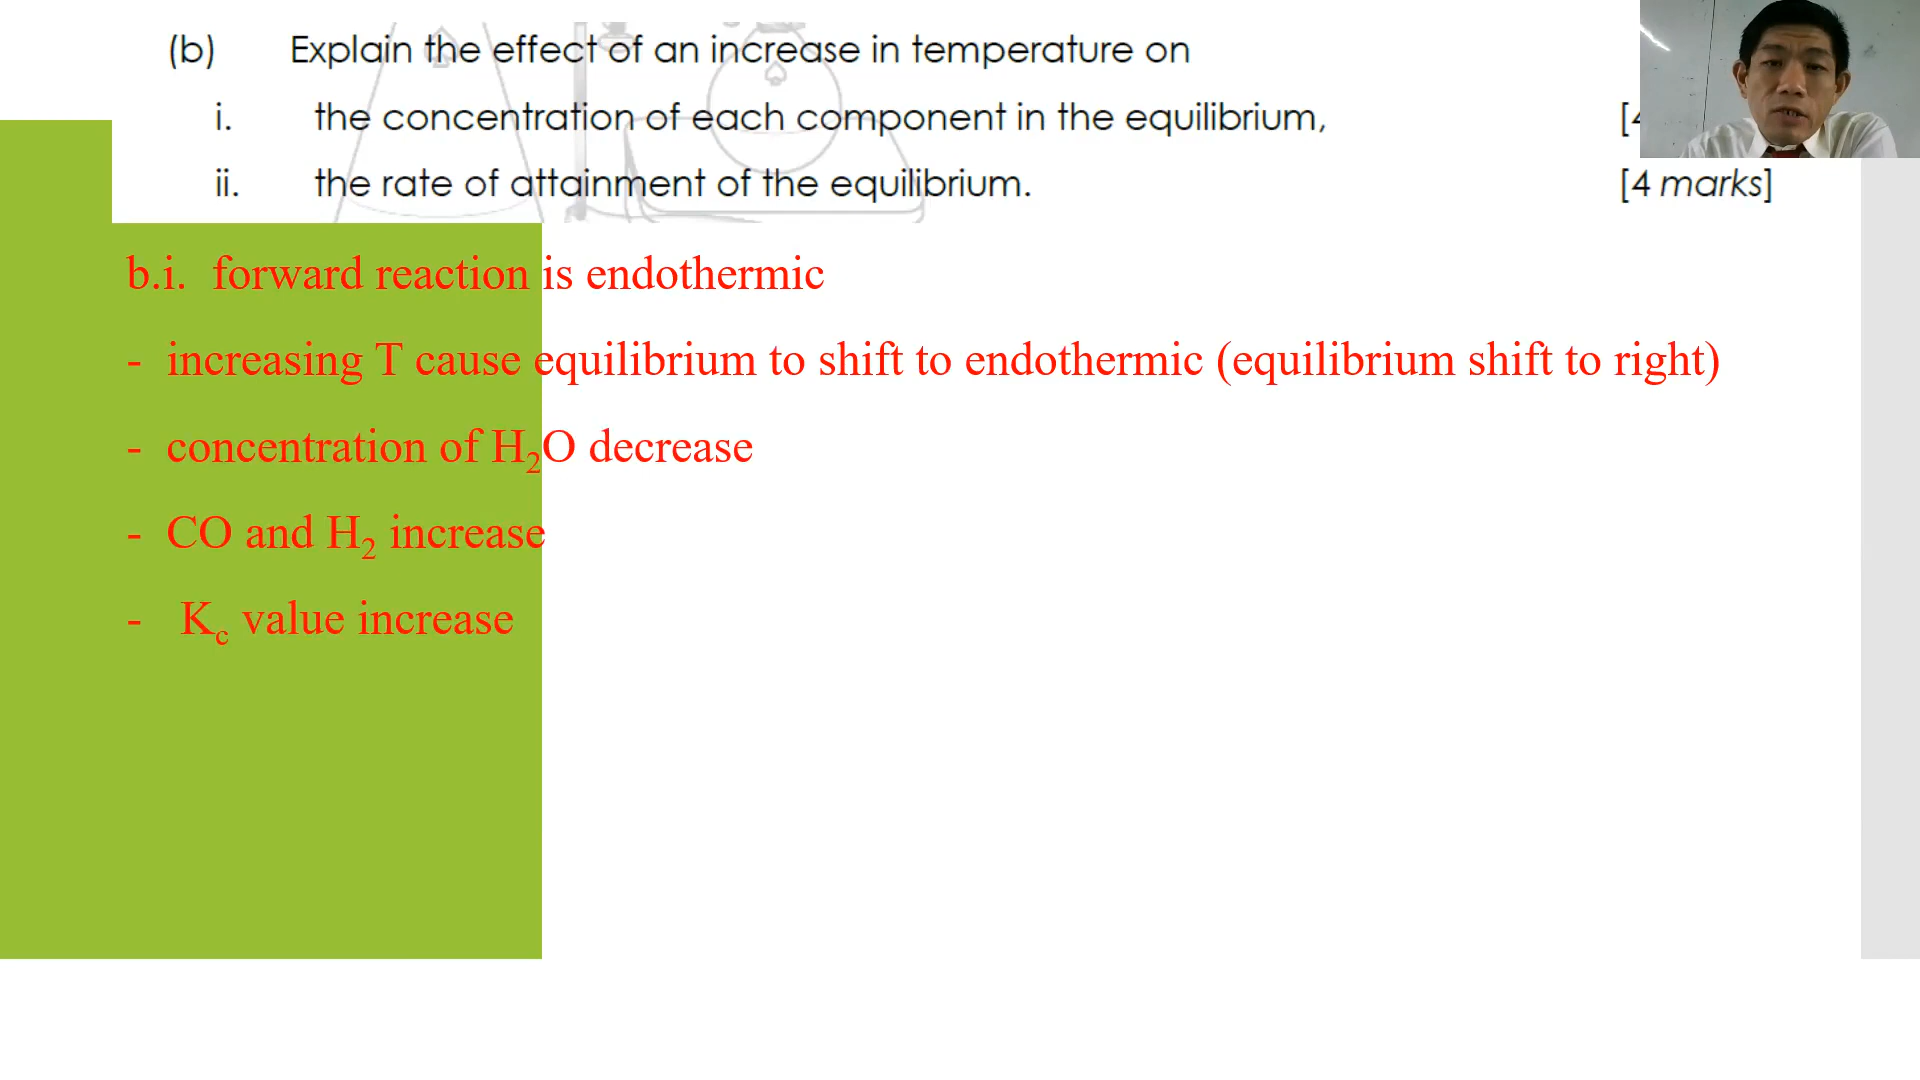 (b) Explain the effect of an increase in temperature on
i. the concentration of each component in the equilibrium, [4
ii. the rate of attainment of the equilibrium. [4 marks]
b.i. forward reaction is endothermic
- increasing T cause equilibrium to shift to endothermic (equilibrium shift to right)
- concentration of H₂O decrease
- CO and H₂ increase
- Kc value increase